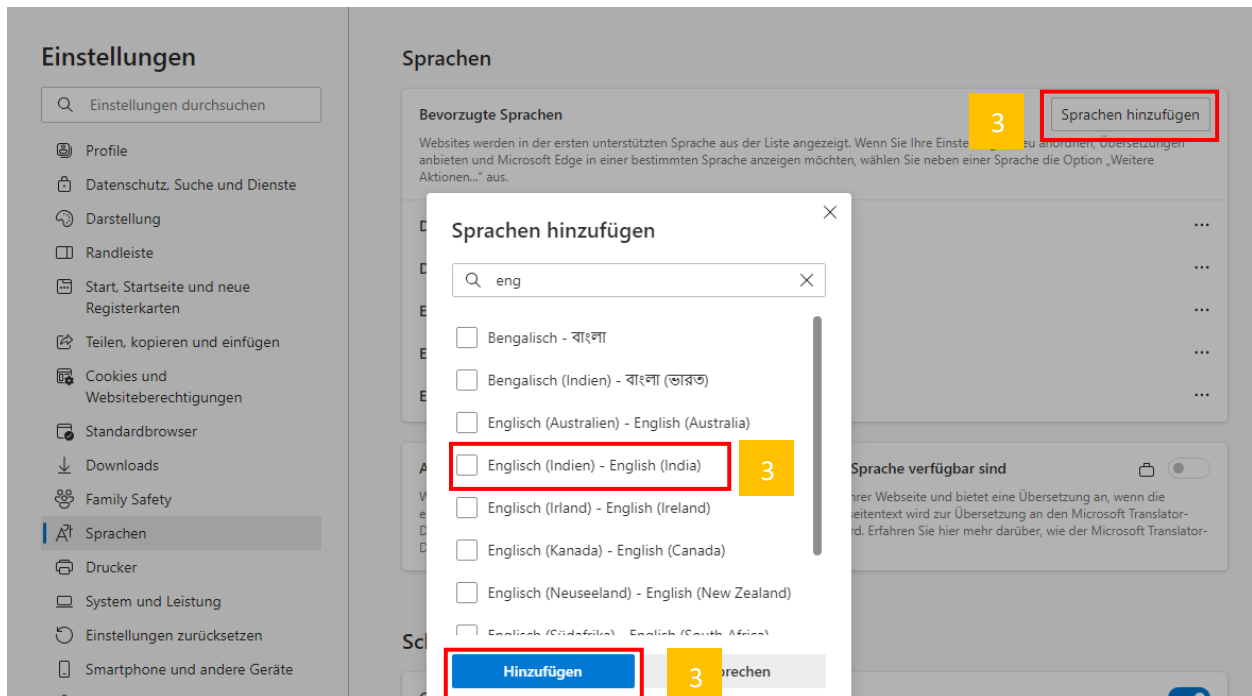 Einstellungen
Einstellungen durchsuchen
Profile
Datenschutz, Suche und Dienste
Darstellung
Randleiste
Start, Startseite und neue
Registerkarten
Teilen, kopieren und einfügen
Cookies und
Websiteberechtigungen
Standardbrowser
Downloads
Family Safety
Sprachen
Drucker
System und Leistung
Einstellungen zurücksetzen
Smartphone und andere Geräte
Sprachen
Bevorzugte Sprachen
3
Sprachen hinzufügen
Websites werden in der ersten unterstützten Sprache aus der Liste angezeigt. Wenn Sie Ihre anordnen, Übersetzungen
anbieten und Microsoft Edge in einer bestimmten Sprache anzeigen möchten, wählen Sie neben einer Sprache die Option „Weitere
Aktionen..." aus.
Sprachen hinzufügen
eng
Bengalisch - বাংলা
Bengalisch (Indien) - বাংলা (ভারত)
Englisch (Australien) - English (Australia)
Englisch (Indien) - English (India)
3
Englisch (Irland) - English (Ireland)
Englisch (Kanada) - English (Canada)
Englisch (Neuseeland) - English (New Zealand)
Englisch (Südafrika) - English (South Africa)
Hinzufügen
3
Sprache verfügbar sind
Webseite und bietet eine Übersetzung an, wenn die
wird zur Übersetzung an den Microsoft Translator-
Erfahren Sie hier mehr darüber, wie der Microsoft Translator-